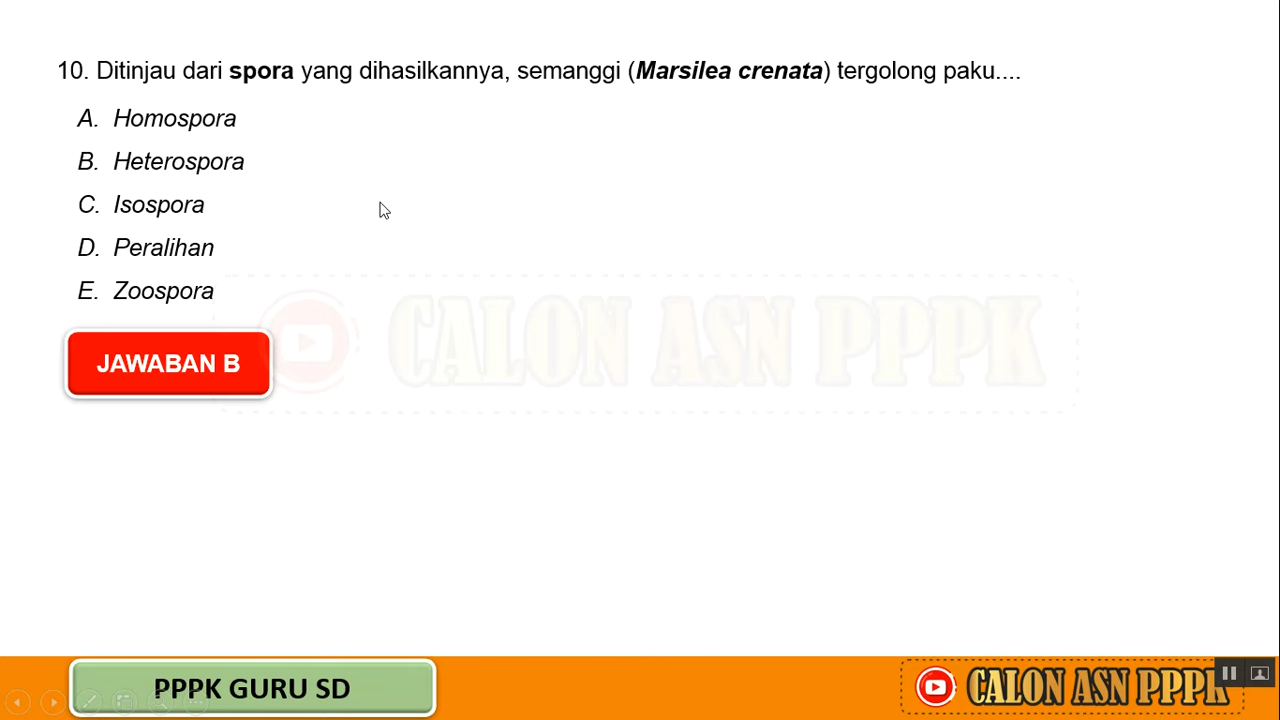 10. Ditinjau dari spora yang dihasilkannya, semanggi (Marsilea crenata) tergolong paku....
A. Homospora
B. Heterospora
C. Isospora
D. Peralihan
E. Zoospora
CALON ASN PPPK
JAWABAN B
PPPK GURU SD
CALON ASN PPPK